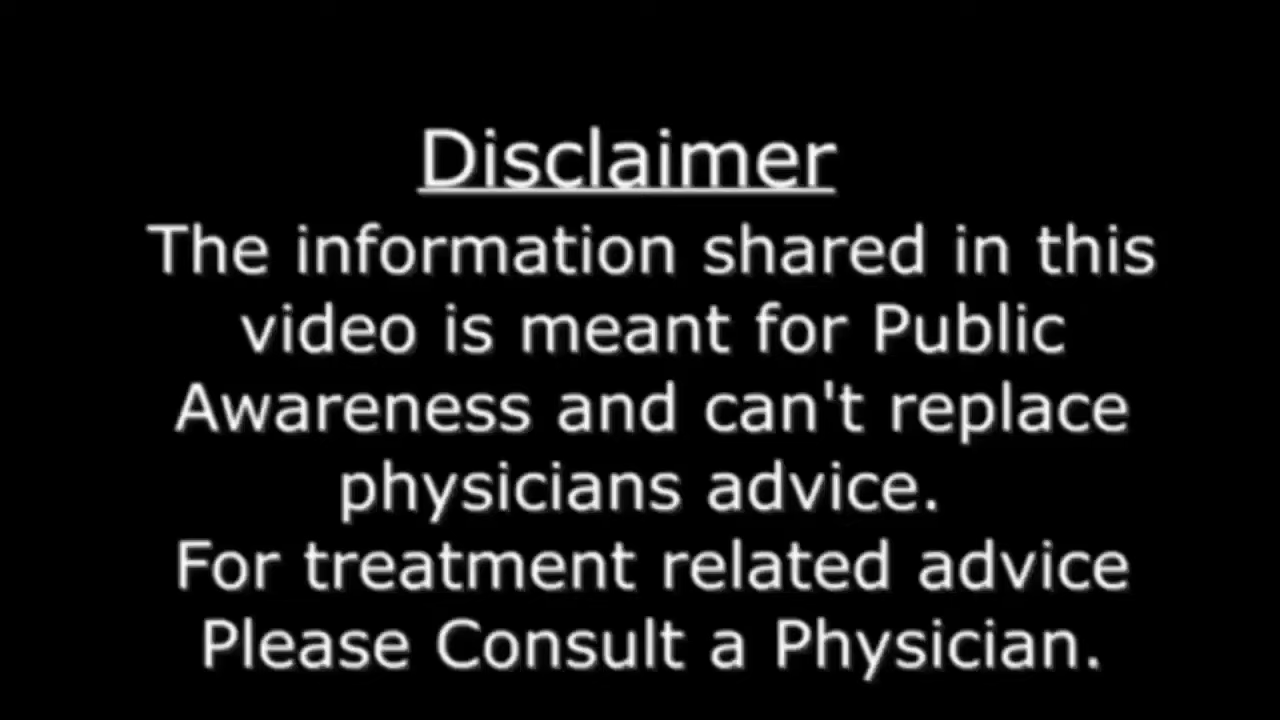 Disclaimer
The information shared in this
video is meant for Public
Awareness and can't replace
physicians advice.
For treatment related advice
Please Consult a Physician.